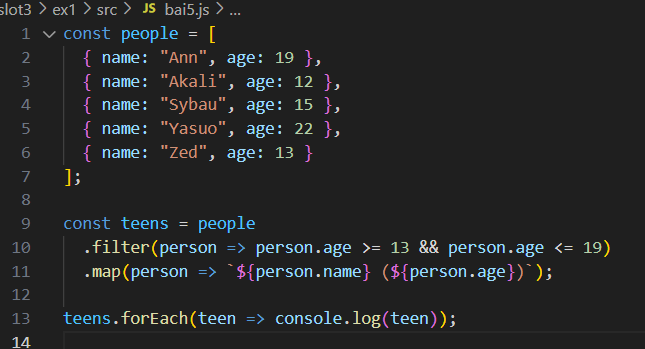 slot3 > ex1 > src > JS bai5.js > ...
1 const people = [
2 { name: "Ann", age: 19 },
3 { name: "Akali", age: 12 },
4 { name: "Sybau", age: 15 },
5 { name: "Yasuo", age: 22 },
6 { name: "Zed", age: 13 }
7 ];
8
9 const teens = people
10 .filter(person => person.age >= 13 && person.age <= 19)
11 .map(person => `${person.name} (${person.age})`);
12
13 teens.forEach(teen => console.log(teen));
14